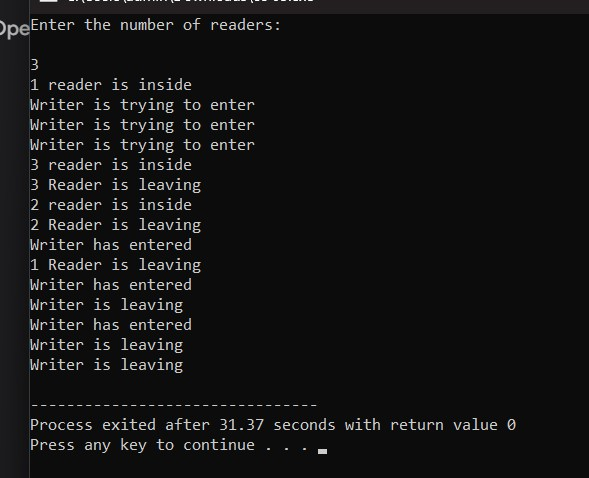 Ope
Enter the number of readers:
3
1 reader is inside
Writer is trying to enter
Writer is trying to enter
Writer is trying to enter
3 reader is inside
3 Reader is leaving
2 reader is inside
2 Reader is leaving
Writer has entered
1 Reader is leaving
Writer has entered
Writer is leaving
Writer has entered
Writer is leaving
Writer is leaving
--------------------------------
Process exited after 31.37 seconds with return value 0
Press any key to continue . . .